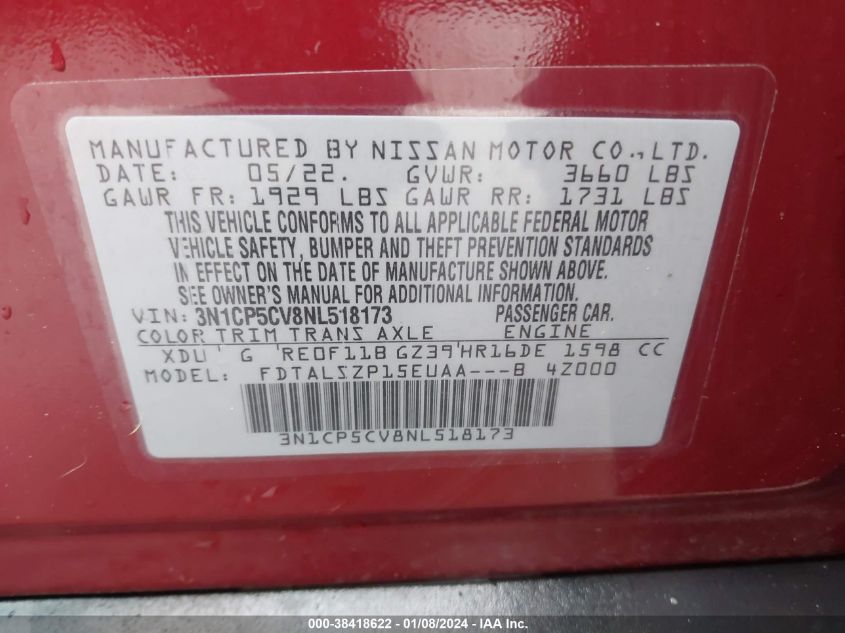 MANUFACTURED BY NISSAN MOTOR CO., LTD.
DATE: 05/22. GVWR: 3660 LBS
GAWR FR: 1929 LBS GAWR RR: 1731 LBS
THIS VEHICLE CONFORMS TO ALL APPLICABLE FEDERAL MOTOR
VEHICLE SAFETY, BUMPER AND THEFT PREVENTION STANDARDS
IN EFFECT ON THE DATE OF MANUFACTURE SHOWN ABOVE.
SEE OWNER'S MANUAL FOR ADDITIONAL INFORMATION
VIN: 3N1CP5CV8NL518173 PASSENGER CAR.
COLOR TRIM TRANS AXLE ENGINE
XDU G RE0F11B GZ39 HR16DE 1598 CC
MODEL: FDTALSZP15EUAA---B 4Z000
3N1CP5CV8NL518173
000-38418622 - 01/08/2024 - IAA Inc.